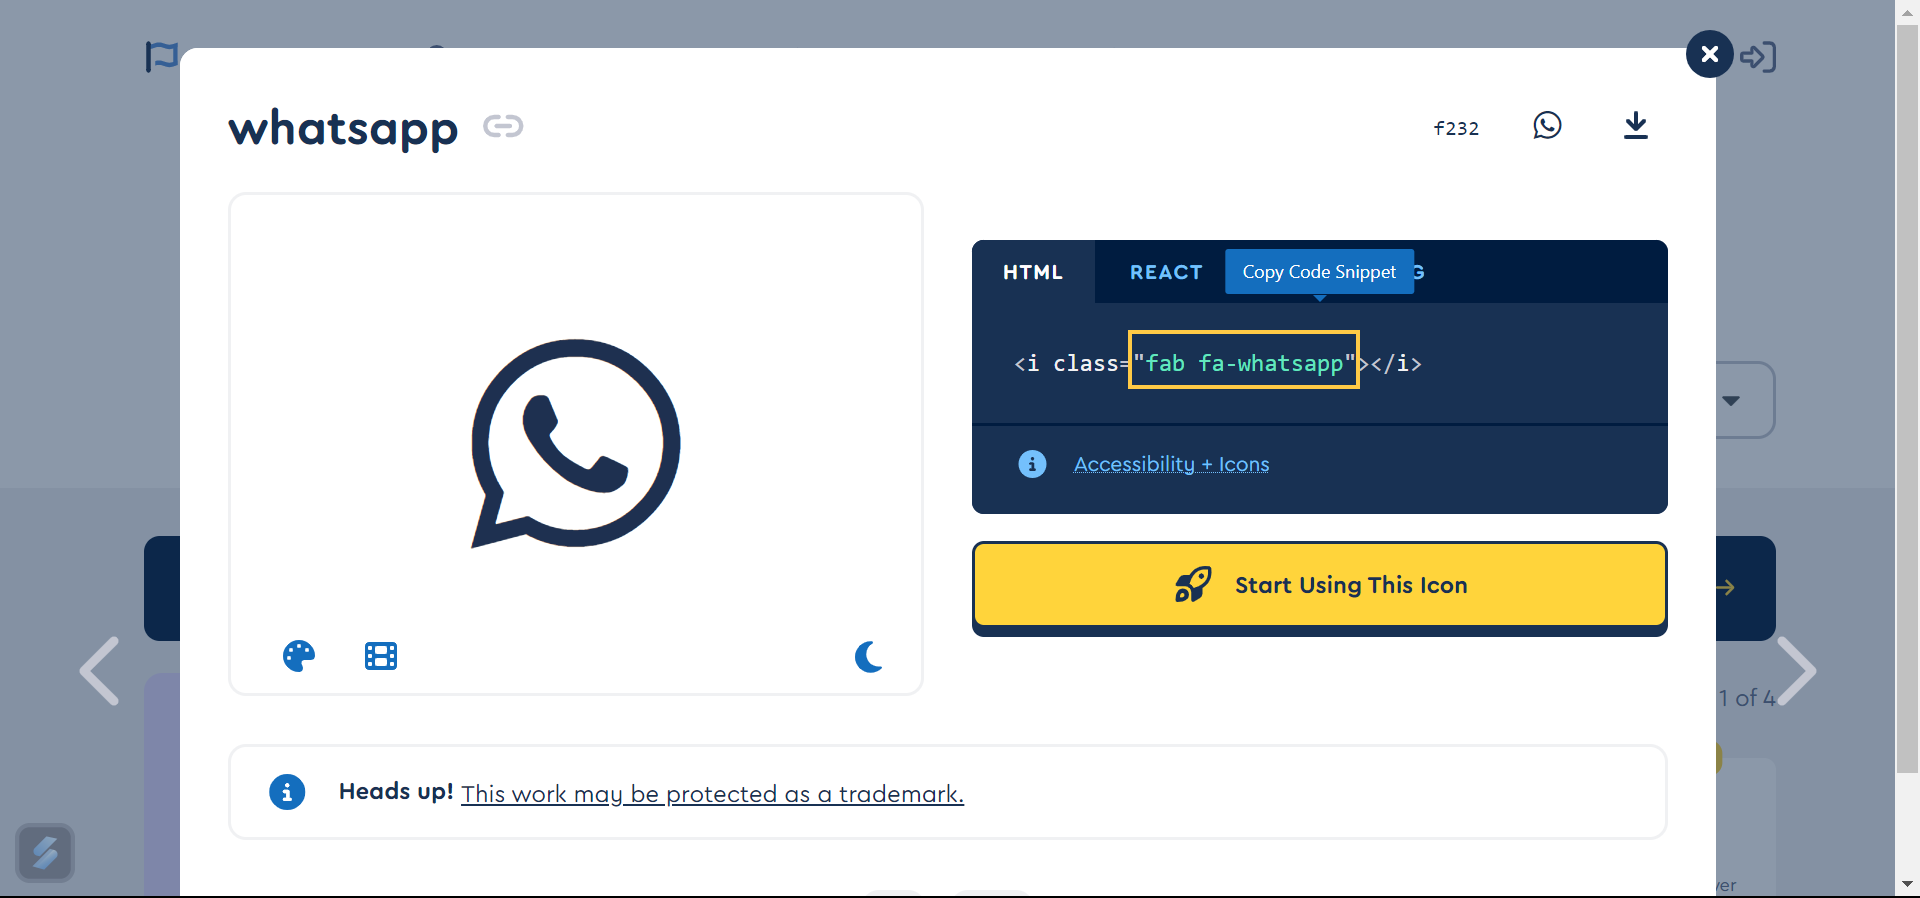 whatsapp
f232
HTML
REACT
Copy Code Snippet
G
<i class="fab fa-whatsapp"></i>
Accessibility + Icons
Start Using This Icon
1 of 4
Heads up! This work may be protected as a trademark.
ver